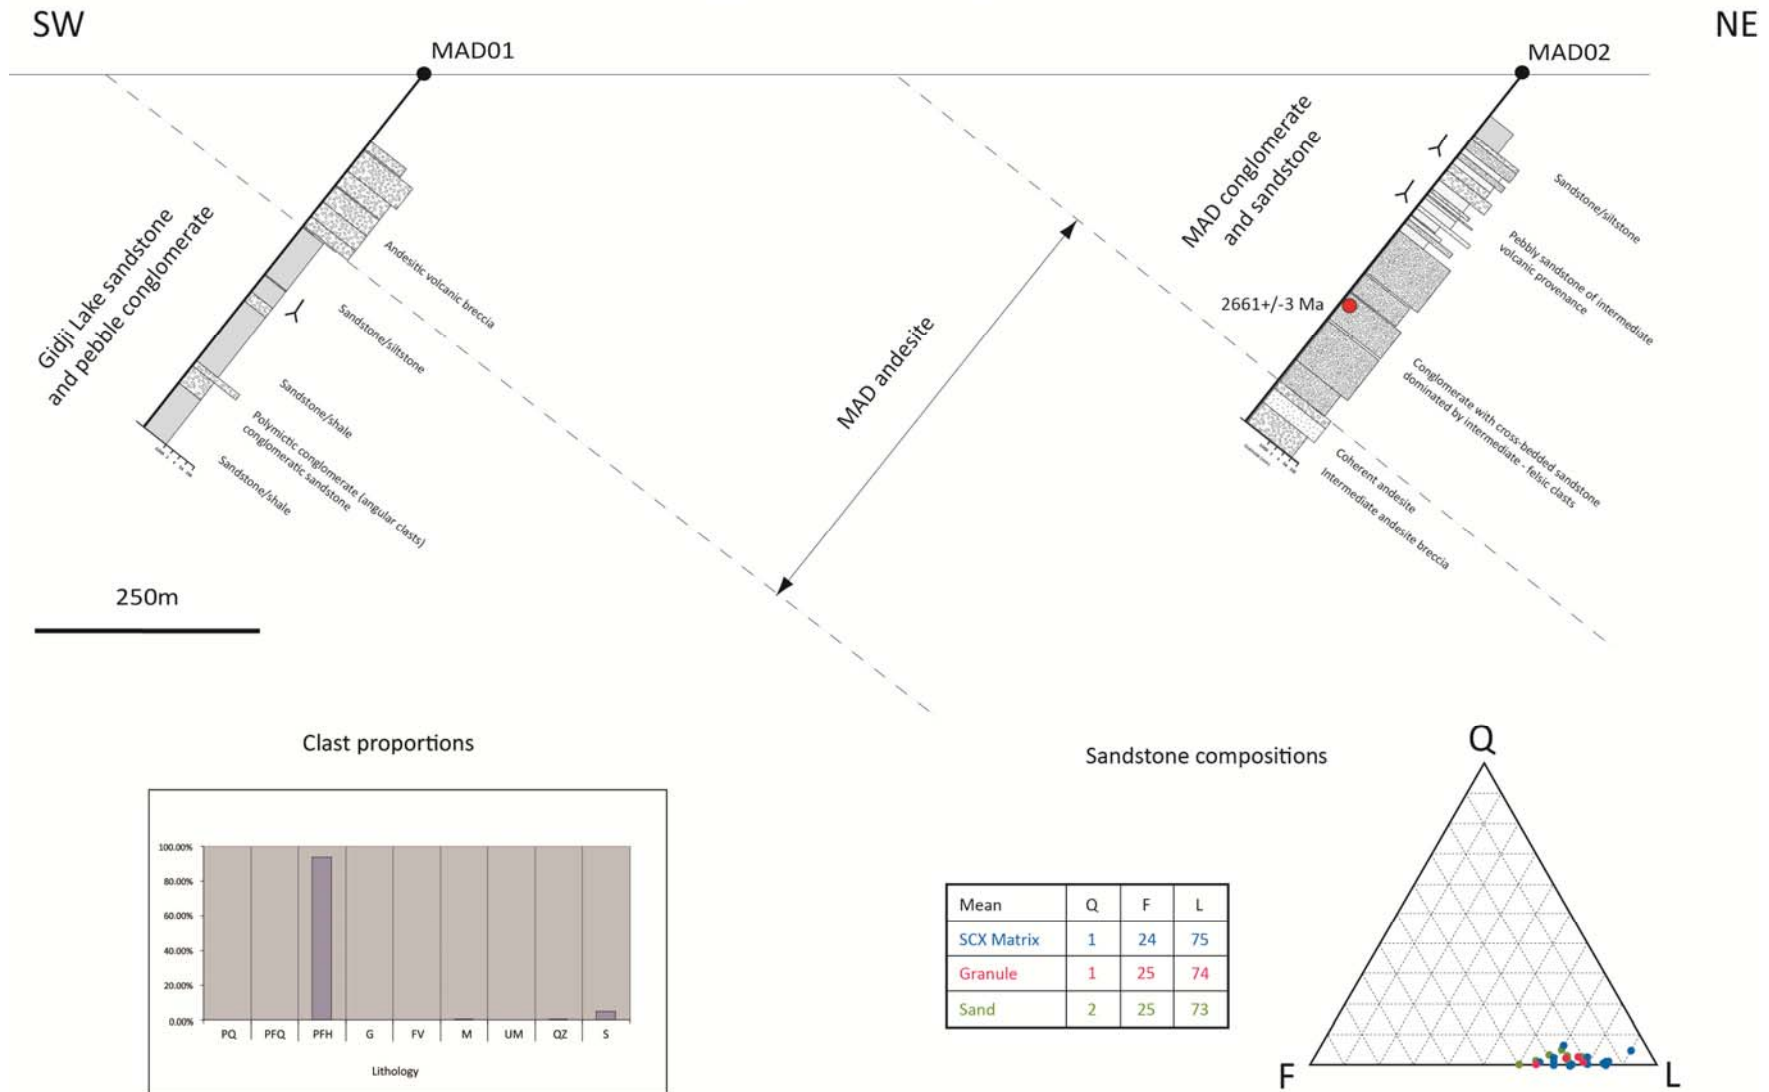 SW
NE
MAD01
MAD02
Gidji Lake sandstone
and pebble conglomerate
Andesitic volcanic breccia
Sandstone/siltstone
Sandstone/shale
Polymictic conglomerate (angular clasts)
conglomeratic sandstone
Sandstone/shale
MAD andesite
MAD conglomerate
and sandstone
2661+/-3 Ma
Sandstone/siltstone
Pebbly sandstone of intermediate
volcanic provenance
Conglomerate with cross-bedded sandstone
dominated by intermediate - felsic clasts
Coherent andesite
Intermediate andesite breccia
250m
Clast proportions
100.00%
80.00%
60.00%
40.00%
20.00%
0.00%
PQ PFQ PFH G FV M UM QZ S
Lithology
Sandstone compositions
Mean Q F L
SCX Matrix 1 24 75
Granule 1 25 74
Sand 2 25 73
Q
F
L